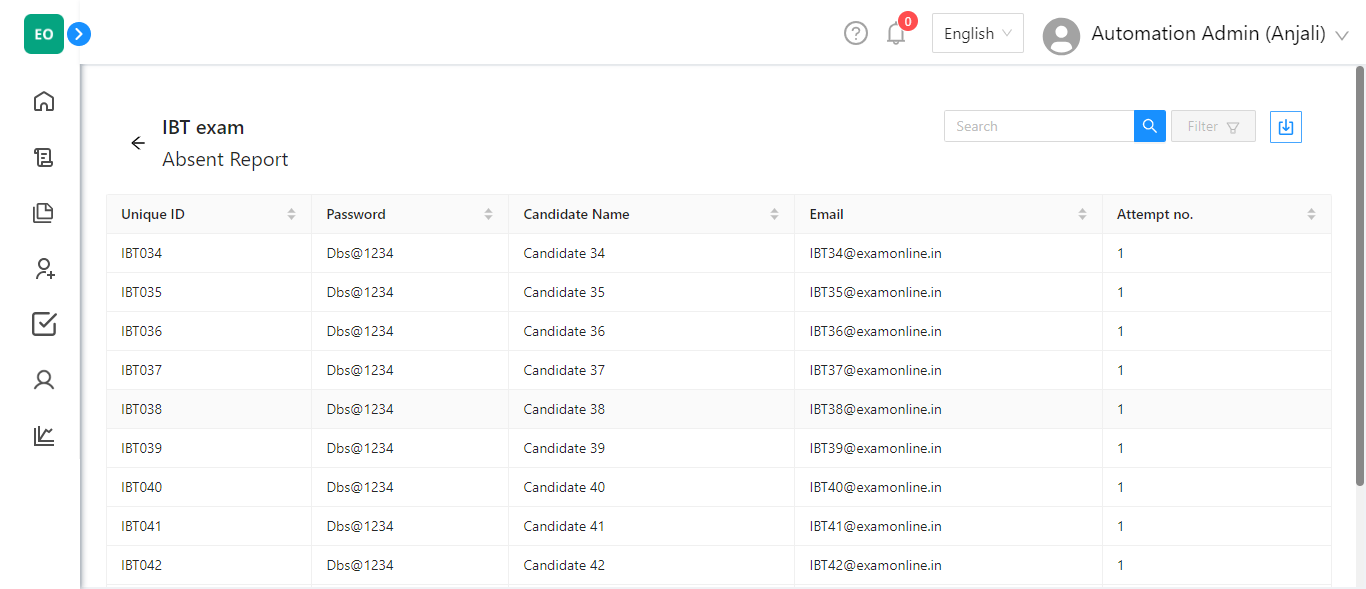 EO
0
English
Automation Admin (Anjali)
IBT exam
Absent Report
Search
Filter
Unique ID Password Candidate Name Email Attempt no.
IBT034 Dbs@1234 Candidate 34 IBT34@examonline.in 1
IBT035 Dbs@1234 Candidate 35 IBT35@examonline.in 1
IBT036 Dbs@1234 Candidate 36 IBT36@examonline.in 1
IBT037 Dbs@1234 Candidate 37 IBT37@examonline.in 1
IBT038 Dbs@1234 Candidate 38 IBT38@examonline.in 1
IBT039 Dbs@1234 Candidate 39 IBT39@examonline.in 1
IBT040 Dbs@1234 Candidate 40 IBT40@examonline.in 1
IBT041 Dbs@1234 Candidate 41 IBT41@examonline.in 1
IBT042 Dbs@1234 Candidate 42 IBT42@examonline.in 1